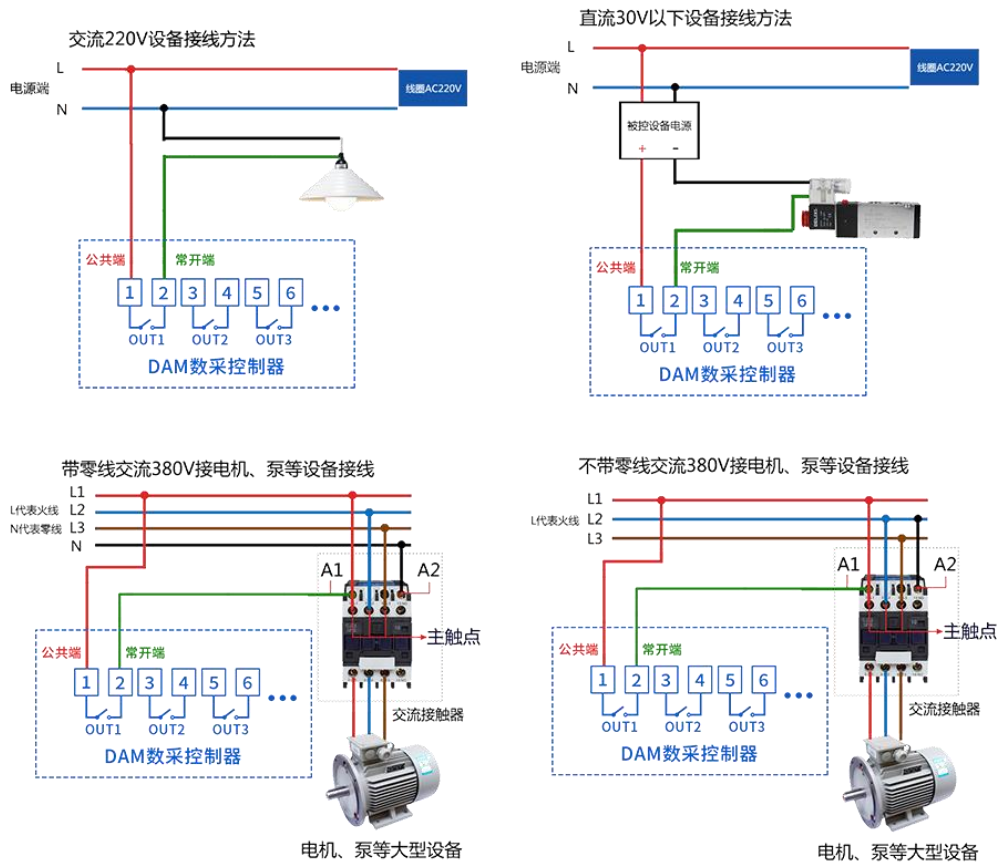 交流220V设备接线方法
L
电源端
N
线圈AC220V
公共端
常开端
1 2 3 4 5 6
OUT1 OUT2 OUT3
DAM数采控制器
直流30V以下设备接线方法
L
电源端
N
线圈AC220V
被控设备电源
+ -
公共端
常开端
1 2 3 4 5 6
OUT1 OUT2 OUT3
DAM数采控制器
带零线交流380V接电机、泵等设备接线
L1
L代表火线 L2
N代表零线 L3
N
A1 A2
主触点
公共端
常开端
1 2 3 4 5 6
OUT1 OUT2 OUT3
DAM数采控制器
交流接触器
电机、泵等大型设备
不带零线交流380V接电机、泵等设备接线
L1
L代表火线 L2
L3
A1 A2
主触点
公共端
常开端
1 2 3 4 5 6
OUT1 OUT2 OUT3
DAM数采控制器
交流接触器
电机、泵等大型设备